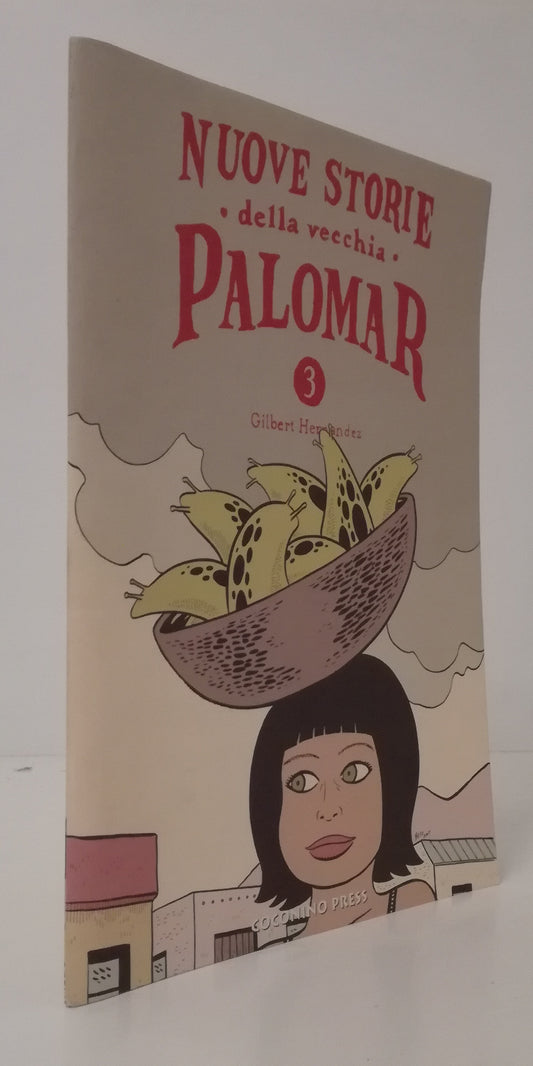 NUOVE STORIE
• della vecchia •
PALOMAR
3
Gilbert Hernandez
COCONINO PRESS